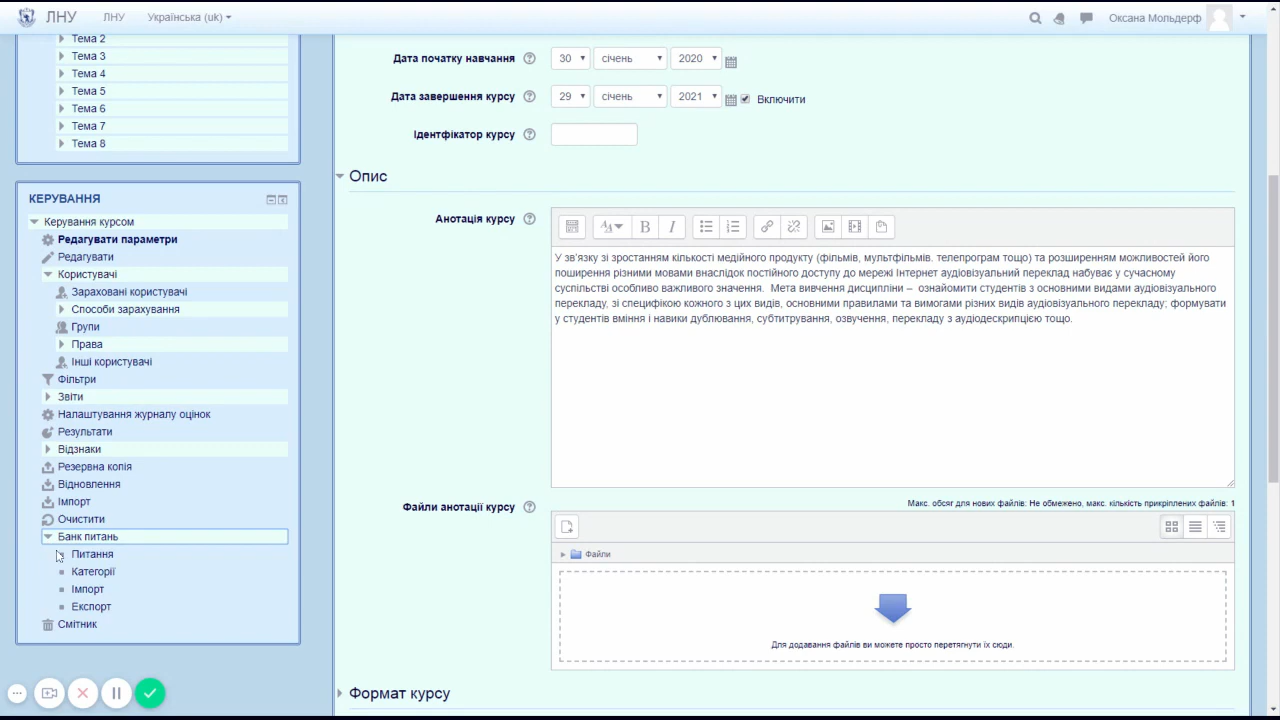 ЛНУ
ЛНУ
Українська (uk)
Оксана Мольдерф
Тема 2
Тема 3
Тема 4
Тема 5
Тема 6
Тема 7
Тема 8
КЕРУВАННЯ
Керування курсом
Редагувати параметри
Редагувати
Користувачі
Зараховані користувачі
Способи зарахування
Групи
Права
Інші користувачі
Фільтри
Звіти
Налаштування журналу оцінок
Результати
Відзнаки
Резервна копія
Відновлення
Імпорт
Очистити
Банк питань
Питання
Категорії
Імпорт
Експорт
Смітник
Дата початку навчання 30 січень 2020
Дата завершення курсу 29 січень 2021 Включити
Ідентфікатор курсу
Опис
Анотація курсу
У зв'язку зі зростанням кількості медійного продукту (фільмів, мультфільмів. телепрограм тощо) та розширенням можливостей його
поширення різними мовами внаслідок постійного доступу до мережі Інтернет аудіовізуальний переклад набуває у сучасному
суспільстві особливо важливого значення. Мета вивчення дисципліни – ознайомити студентів з основними видами аудіовізуального
перекладу, зі специфікою кожного з цих видів, основними правилами та вимогами різних видів аудіовізуального перекладу; формувати
у студентів вміння і навики дублювання, субтитрування, озвучення, перекладу з аудіодескрипцією тощо.
Файли анотації курсу
Макс. обсяг для нових файлів: Не обмежено, макс. кількість прикріплених файлів: 1
Файли
Для додавання файлів ви можете просто перетягнути їх сюди.
Формат курсу